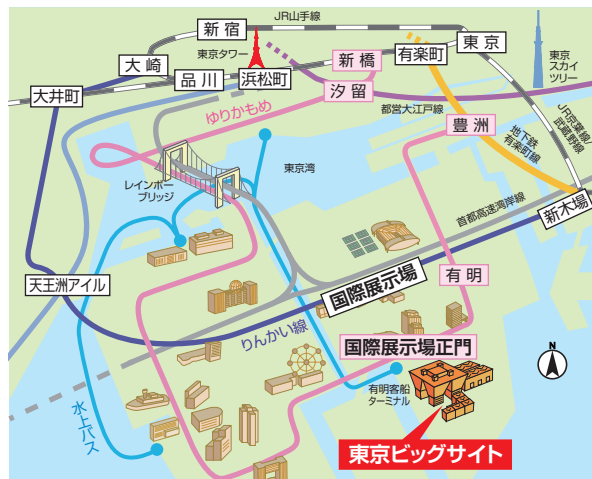 JR山手線
新宿
東京タワー
大崎
品川
浜松町
大井町
新橋
汐留
有楽町
東京
東京
スカイ
ツリー
都営大江戸線
ゆりかもめ
豊洲
地下鉄
有楽町線
JR京葉線/
武蔵野線
レインボー
ブリッジ
東京湾
首都高速湾岸線
新木場
天王洲アイル
国際展示場
有明
りんかい線
国際展示場正門
水上バス
有明客船
ターミナル
N
東京ビッグサイト